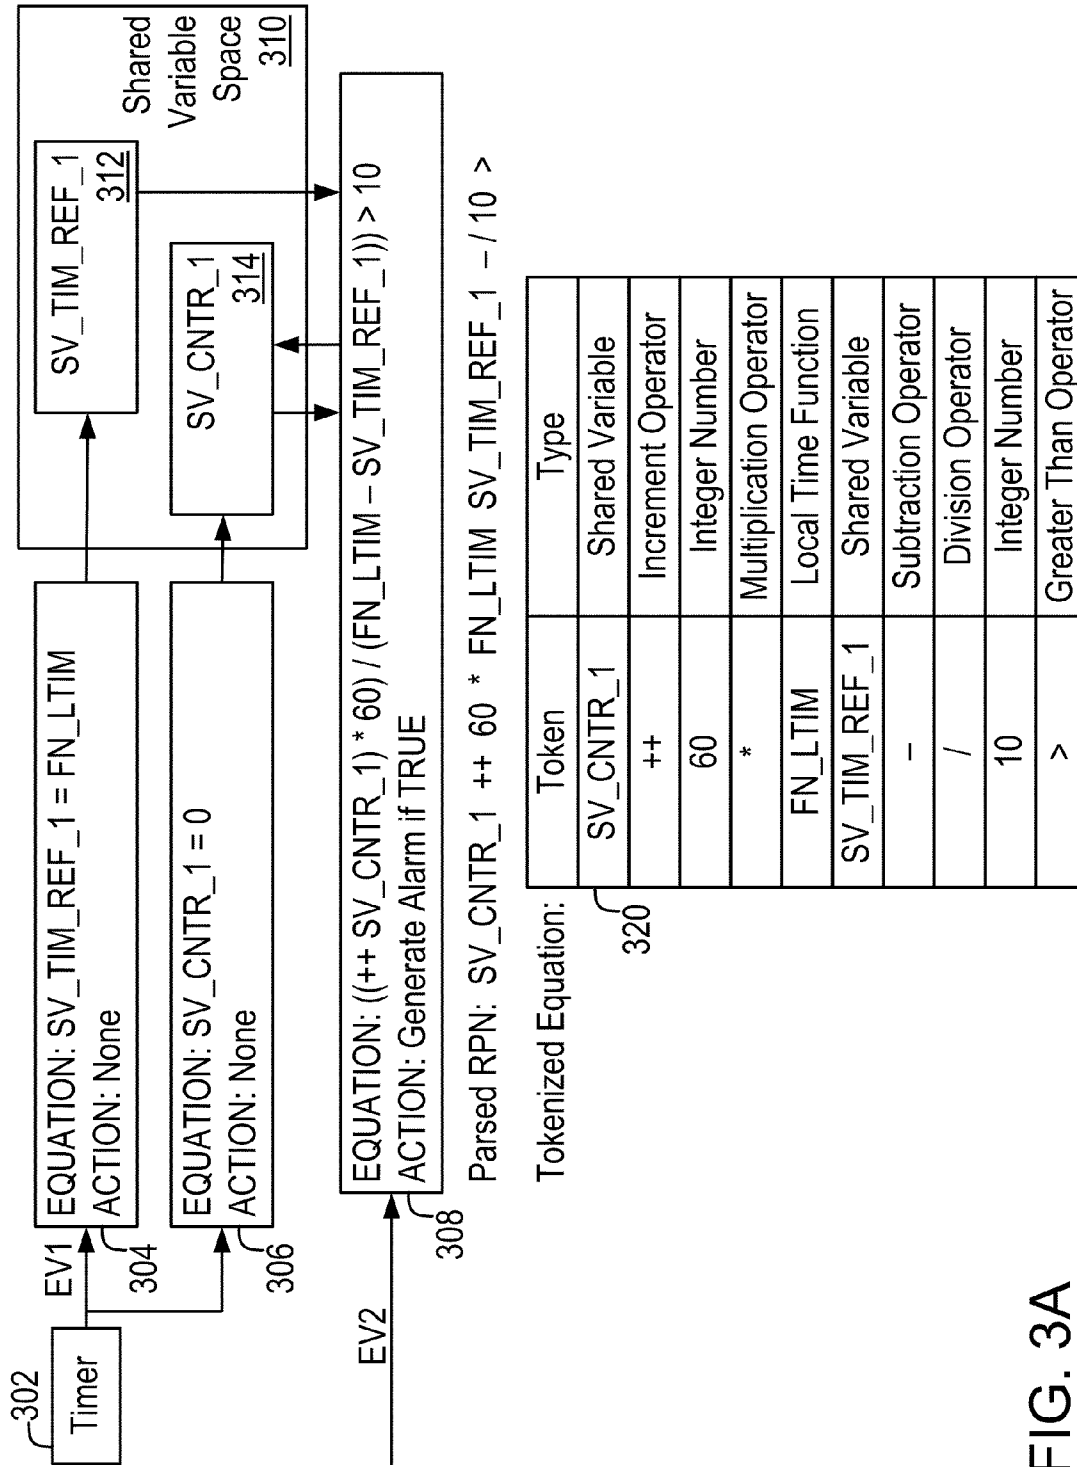 302
Timer
EV1
EQUATION: SV_TIM_REF_1 = FN_LTIM
ACTION: None
304
EQUATION: SV_CNTR_1 = 0
ACTION: None
306
SV_TIM_REF_1
312
SV_CNTR_1
314
Shared
Variable
Space
310
EV2
EQUATION: ((++ SV_CNTR_1) * 60) / (FN_LTIM – SV_TIM_REF_1)) > 10
ACTION: Generate Alarm if TRUE
308
Parsed RPN: SV_CNTR_1 ++ 60 * FN_LTIM SV_TIM_REF_1 – / 10 >
Tokenized Equation:
320
Token Type
SV_CNTR_1 Shared Variable
++ Increment Operator
60 Integer Number
* Multiplication Operator
FN_LTIM Local Time Function
SV_TIM_REF_1 Shared Variable
– Subtraction Operator
/ Division Operator
10 Integer Number
> Greater Than Operator
FIG. 3A